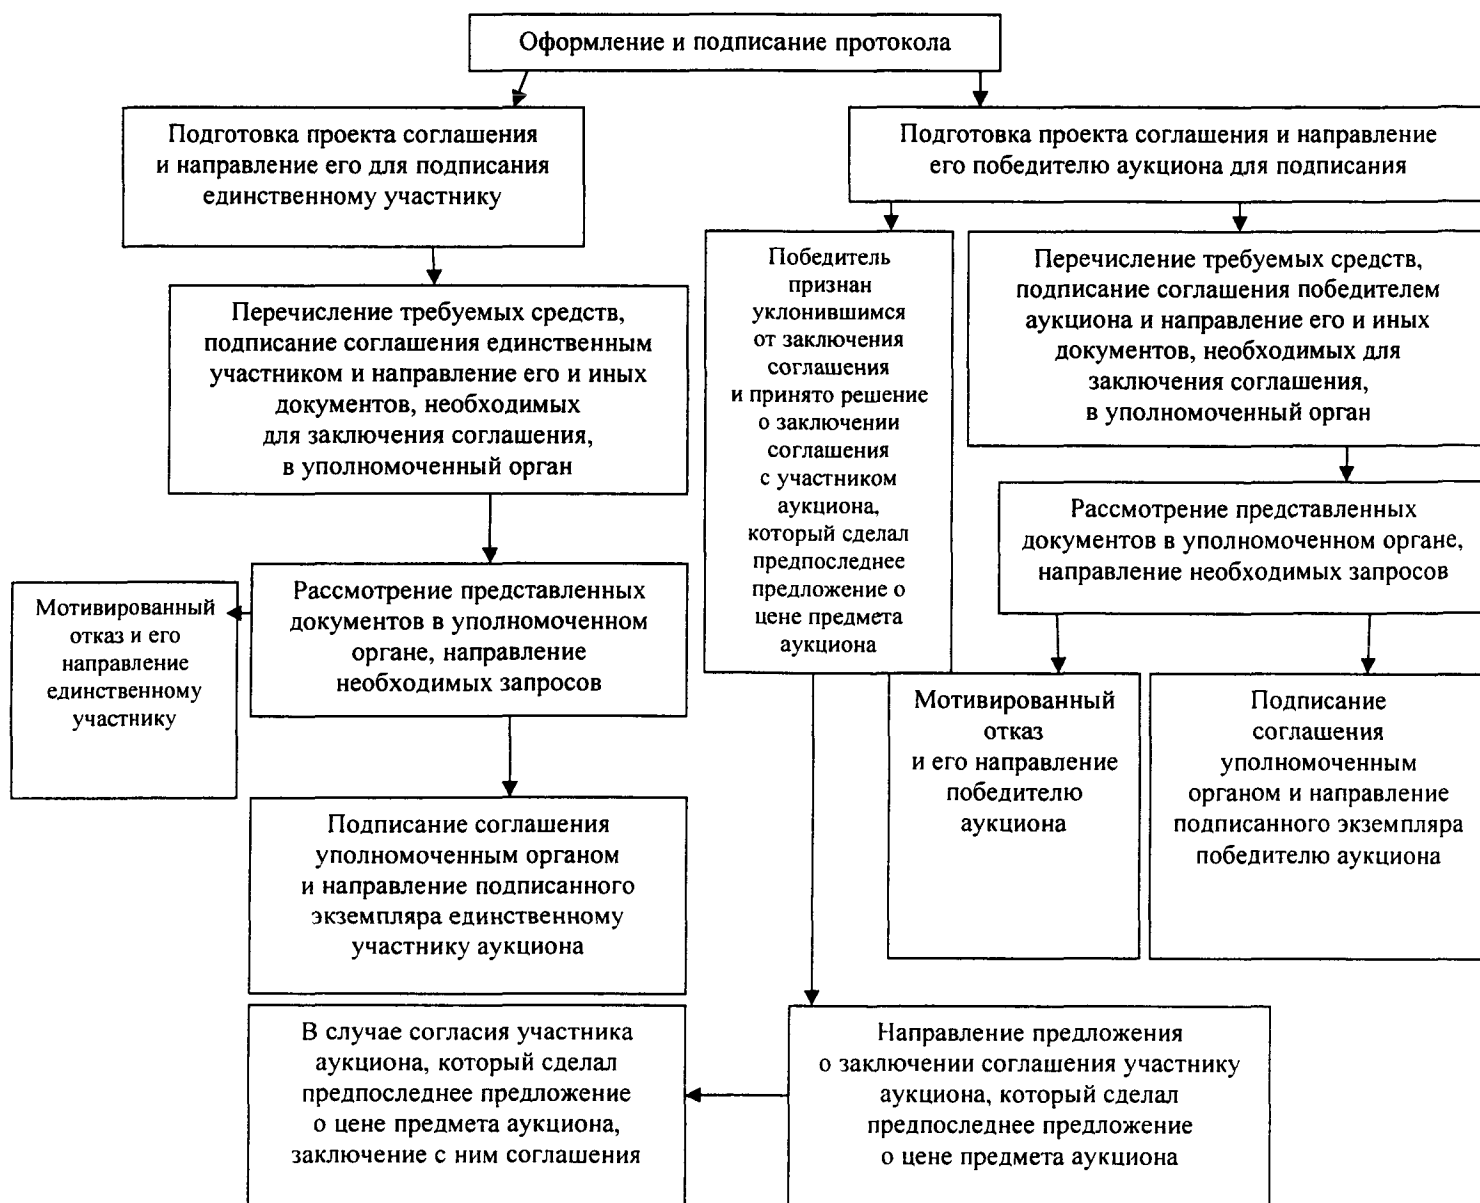 Оформление и подписание протокола
Подготовка проекта соглашения
и направление его для подписания
единственному участнику
Подготовка проекта соглашения и направление
его победителю аукциона для подписания
Перечисление требуемых средств,
подписание соглашения единственным
участником и направление его и иных
документов, необходимых
для заключения соглашения,
в уполномоченный орган
Победитель
признан
уклонившимся
от заключения
соглашения
и принято решение
о заключении
соглашения
с участником
аукциона,
который сделал
предпоследнее
предложение о
цене предмета
аукциона
Перечисление требуемых средств,
подписание соглашения победителем
аукциона и направление его и иных
документов, необходимых для
заключения соглашения,
в уполномоченный орган
Рассмотрение представленных
документов в уполномоченном органе,
направление необходимых запросов
Мотивированный
отказ и его
направление
единственному
участнику
Рассмотрение представленных
документов в уполномоченном
органе, направление
необходимых запросов
Мотивированный
отказ
и его направление
победителю
аукциона
Подписание
соглашения
уполномоченным
органом и направление
подписанного экземпляра
победителю аукциона
Подписание соглашения
уполномоченным органом
и направление подписанного
экземпляра единственному
участнику аукциона
В случае согласия участника
аукциона, который сделал
предпоследнее предложение
о цене предмета аукциона,
заключение с ним соглашения
Направление предложения
о заключении соглашения участнику
аукциона, который сделал
предпоследнее предложение
о цене предмета аукциона